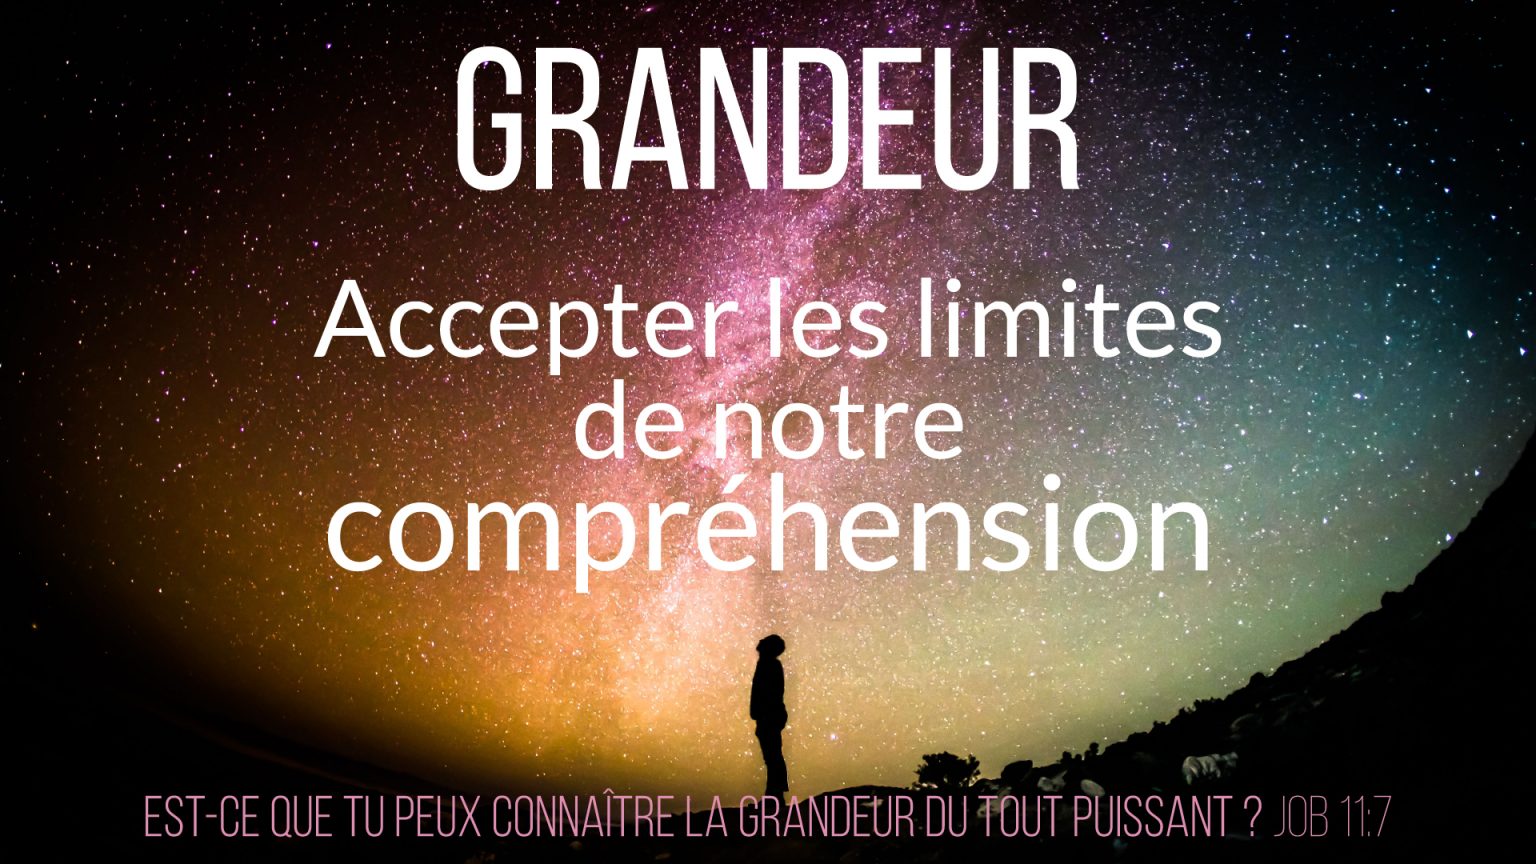 GRANDEUR
Accepter les limites
de notre
compréhension
EST-CE QUE TU PEUX CONNAÎTRE LA GRANDEUR DU TOUT PUISSANT ? JOB 11:7